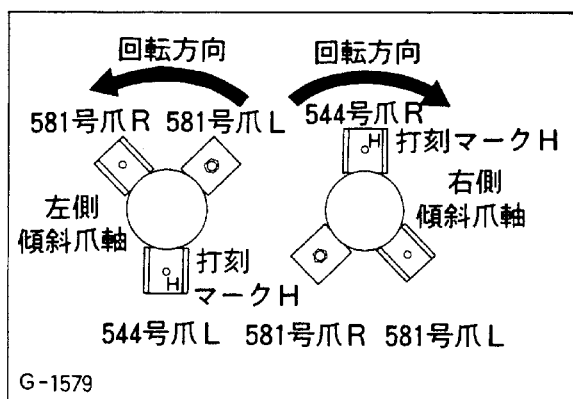 回転方向 回転方向
581号爪R 581号爪L 544号爪R
H 打刻マークH
左側 右側
傾斜爪軸 傾斜爪軸
打刻
H マークH
544号爪L 581号爪R 581号爪L
G-1579